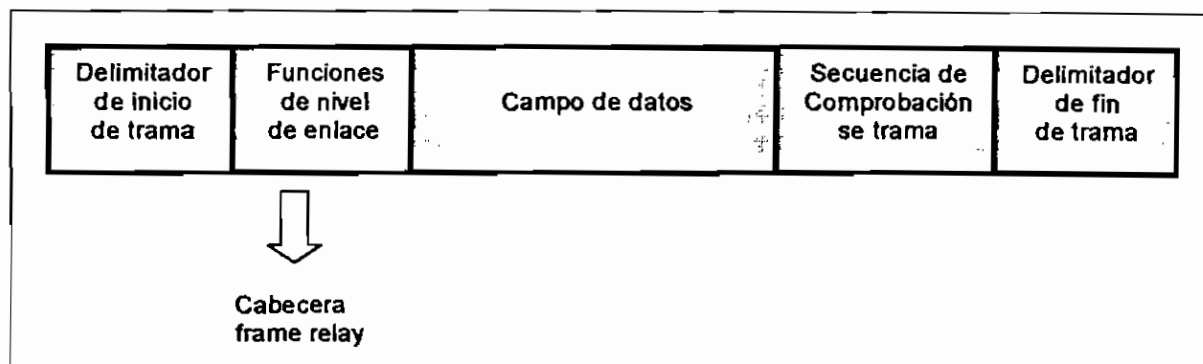 Delimitador
de inicio
de trama
Funciones
de nivel
de enlace
Campo de datos
Secuencia de
Comprobación
se trama
Delimitador
de fin
de trama
Cabecera
frame relay